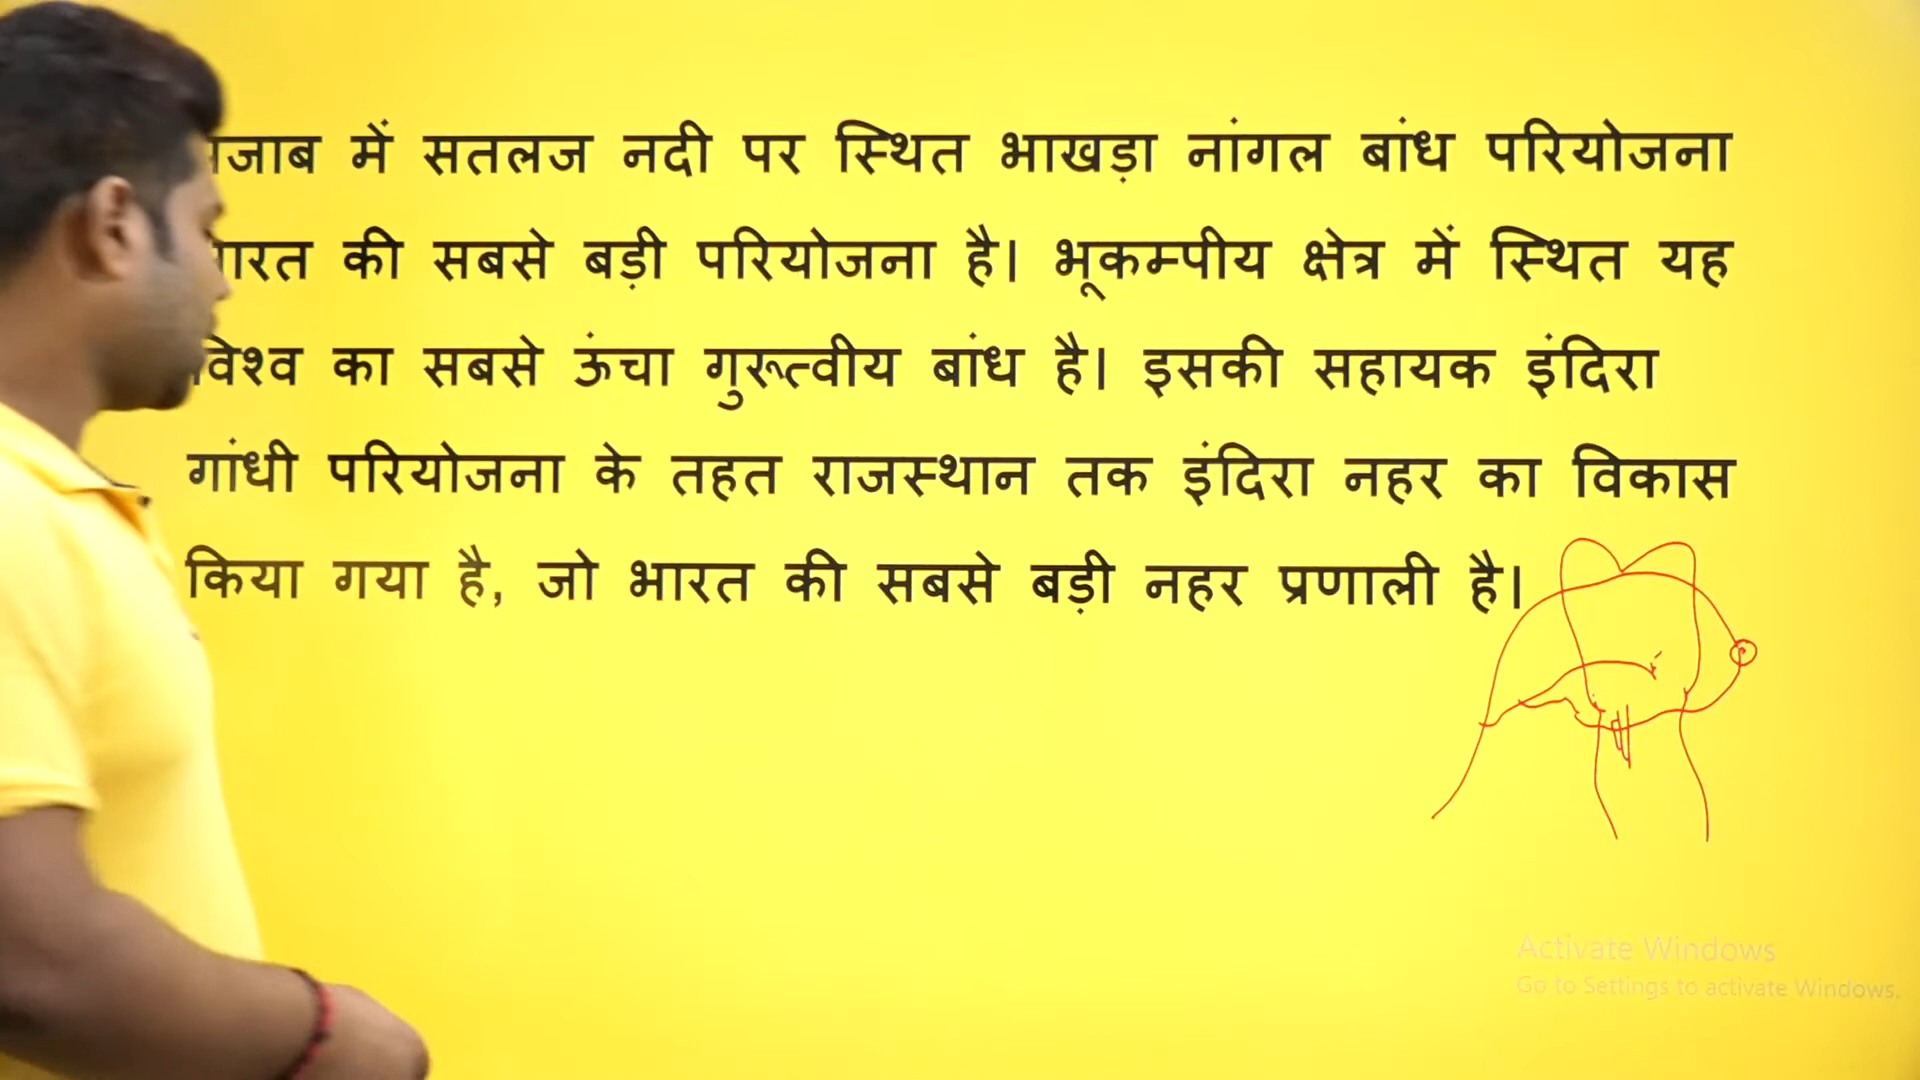 में सतलज नदी पर स्थित भाखड़ा नांगल बांध परियोजना
की सबसे बड़ी परियोजना है। भूकम्पीय क्षेत्र में स्थित यह
विश्व का सबसे ऊंचा गुरूत्वीय बांध है। इसकी सहायक इंदिरा
गांधी परियोजना के तहत राजस्थान तक इंदिरा नहर का विकास
किया गया है, जो भारत की सबसे बड़ी नहर प्रणाली है।
Activate Windows
Go to Settings to activate Windows.